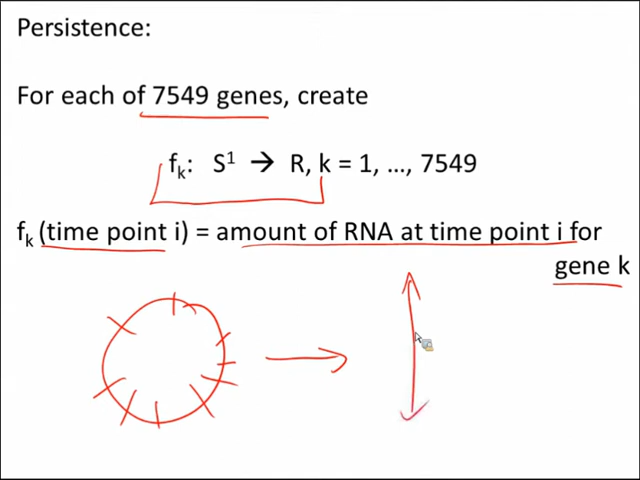 Persistence:
For each of 7549 genes, create
fₖ: S¹ → R, k = 1, ..., 7549
fₖ (time point i) = amount of RNA at time point i for
gene k